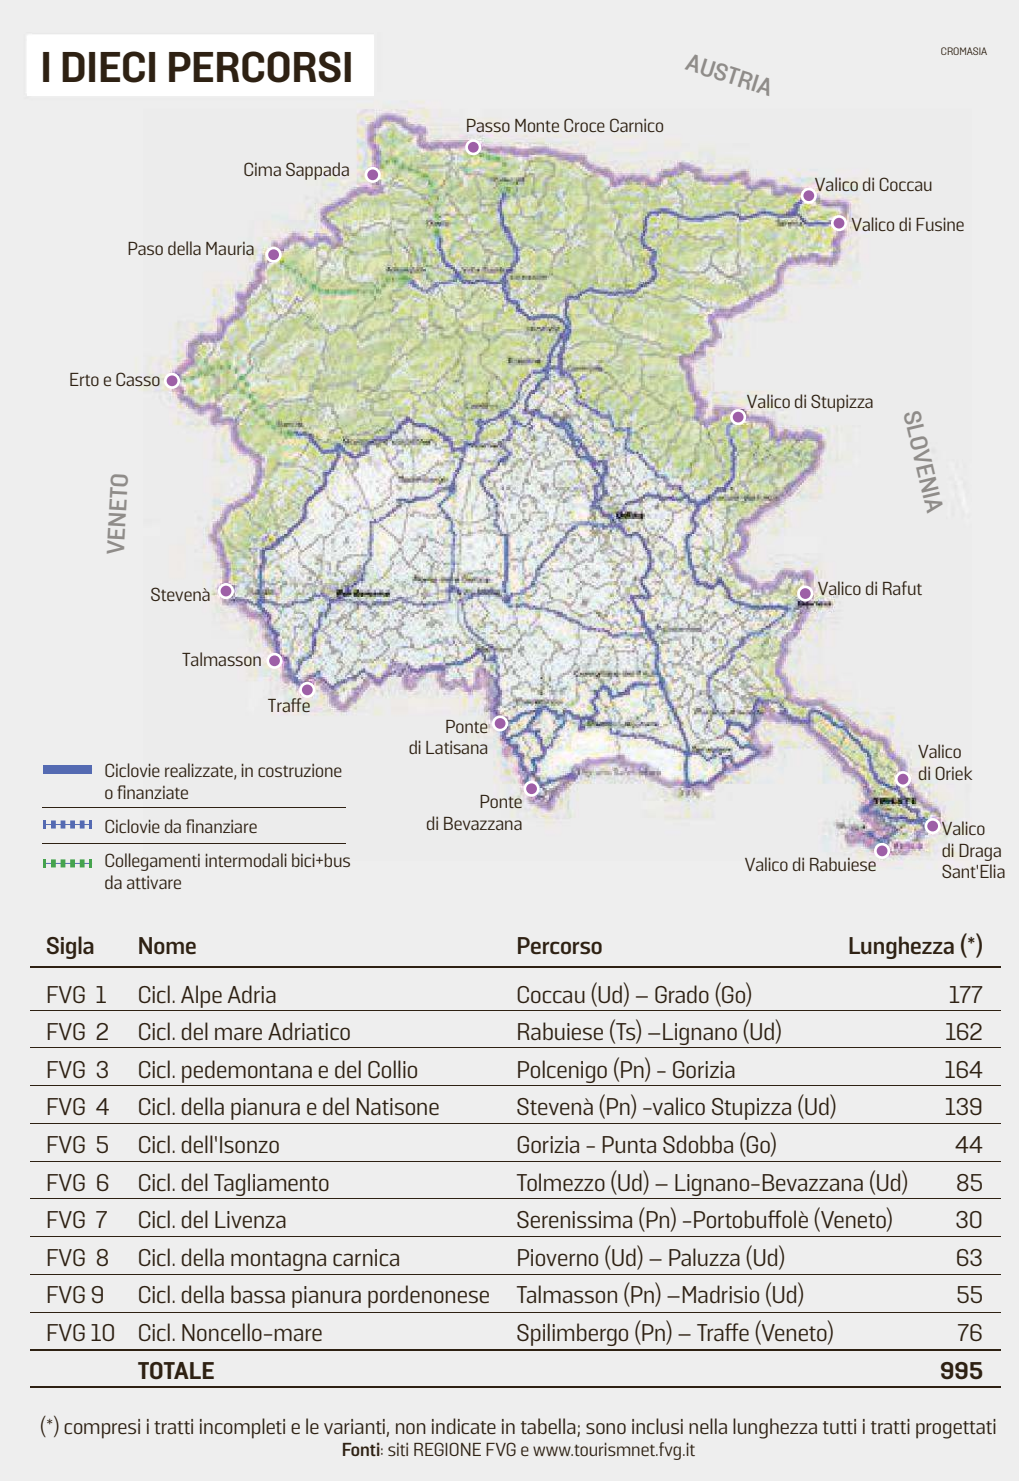 I DIECI PERCORSI
CROMASIA
AUSTRIA
Passo Monte Croce Carnico
Cima Sappada
Valico di Coccau
Valico di Fusine
Paso della Mauria
Erto e Casso
Valico di Stupizza
SLOVENIA
VENETO
Stevenà
Valico di Rafut
Talmasson
Traffe
Ponte
di Latisana
Ponte
di Bevazzana
Valico
di Oriek
TRIESTE
Valico
di Draga
Sant'Elia
Valico di Rabuiese
Udine
Pordenone
Ciclovie realizzate, in costruzione
o finanziate
Ciclovie da finanziare
Collegamenti intermodali bici+bus
da attivare
Sigla Nome Percorso Lunghezza (*)
FVG 1 Cicl. Alpe Adria Coccau (Ud) – Grado (Go) 177
FVG 2 Cicl. del mare Adriatico Rabuiese (Ts) –Lignano (Ud) 162
FVG 3 Cicl. pedemontana e del Collio Polcenigo (Pn) - Gorizia 164
FVG 4 Cicl. della pianura e del Natisone Stevenà (Pn) -valico Stupizza (Ud) 139
FVG 5 Cicl. dell'Isonzo Gorizia - Punta Sdobba (Go) 44
FVG 6 Cicl. del Tagliamento Tolmezzo (Ud) – Lignano-Bevazzana (Ud) 85
FVG 7 Cicl. del Livenza Serenissima (Pn) -Portobuffolè (Veneto) 30
FVG 8 Cicl. della montagna carnica Pioverno (Ud) – Paluzza (Ud) 63
FVG 9 Cicl. della bassa pianura pordenonese Talmasson (Pn) –Madrisio (Ud) 55
FVG 10 Cicl. Noncello-mare Spilimbergo (Pn) – Traffe (Veneto) 76
TOTALE 995
(*) compresi i tratti incompleti e le varianti, non indicate in tabella; sono inclusi nella lunghezza tutti i tratti progettati
Fonti: siti REGIONE FVG e www.tourismnet.fvg.it